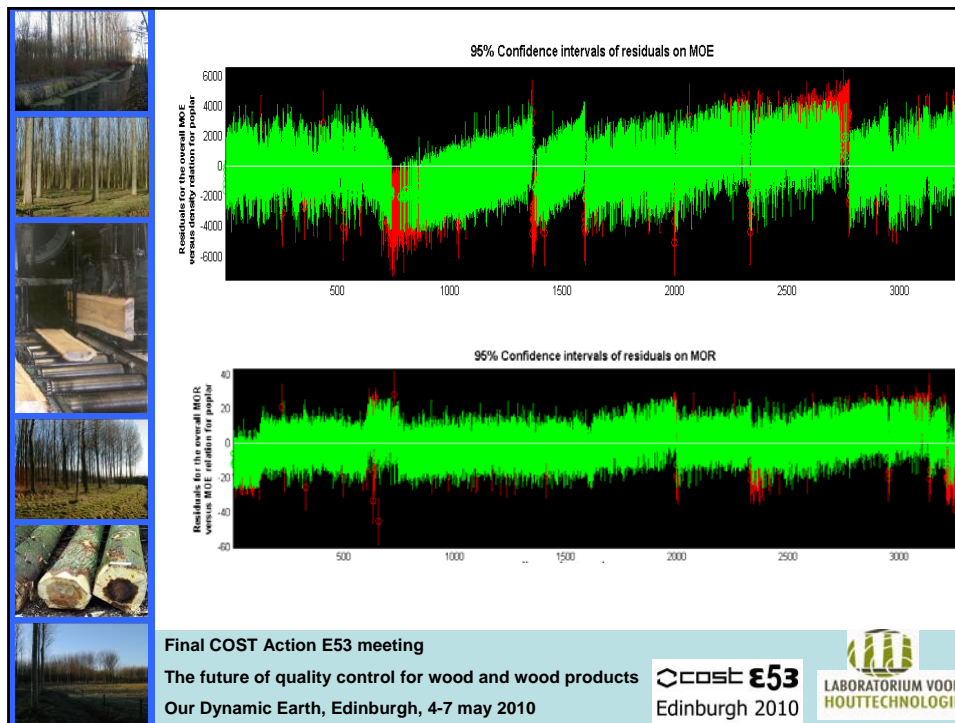 95% Confidence intervals of residuals on MOE
Residuals for the overall MOE
versus density relation for poplar
6000
4000
2000
0
-2000
-4000
-6000
500
1000
1500
2000
2500
3000
95% Confidence intervals of residuals on MOR
Residuals for the overall MOR
versus MOE relation for poplar
40
20
0
-20
-40
-60
500
1000
1500
2000
2500
3000
Final COST Action E53 meeting
The future of quality control for wood and wood products
Our Dynamic Earth, Edinburgh, 4-7 may 2010
cost E53
Edinburgh 2010
LABORATORIUM VOOR
HOUTTECHNOLOGIE